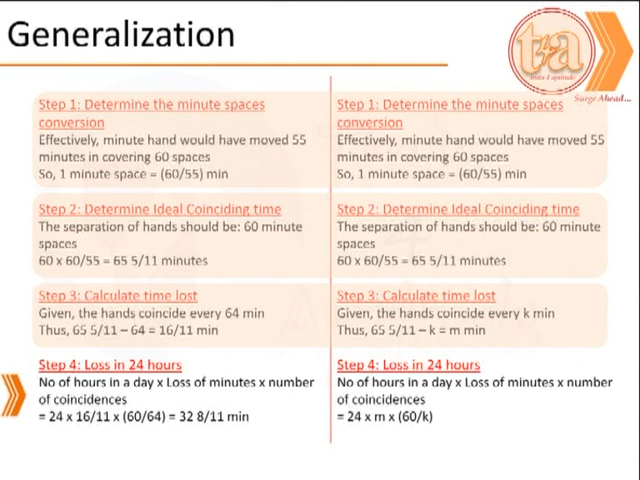 Generalization
t4a
Train 4 aptitude
Surge Ahead...
Step 1: Determine the minute spaces
conversion
Effectively, minute hand would have moved 55
minutes in covering 60 spaces
So, 1 minute space = (60/55) min
Step 2: Determine Ideal Coinciding time
The separation of hands should be: 60 minute
spaces
60 x 60/55 = 65 5/11 minutes
Step 3: Calculate time lost
Given, the hands coincide every 64 min
Thus, 65 5/11 – 64 = 16/11 min
Step 4: Loss in 24 hours
No of hours in a day x Loss of minutes x number
of coincidences
= 24 x 16/11 x (60/64) = 32 8/11 min
Step 1: Determine the minute spaces
conversion
Effectively, minute hand would have moved 55
minutes in covering 60 spaces
So, 1 minute space = (60/55) min
Step 2: Determine Ideal Coinciding time
The separation of hands should be: 60 minute
spaces
60 x 60/55 = 65 5/11 minutes
Step 3: Calculate time lost
Given, the hands coincide every k min
Thus, 65 5/11 – k = m min
Step 4: Loss in 24 hours
No of hours in a day x Loss of minutes x number
of coincidences
= 24 x m x (60/k)